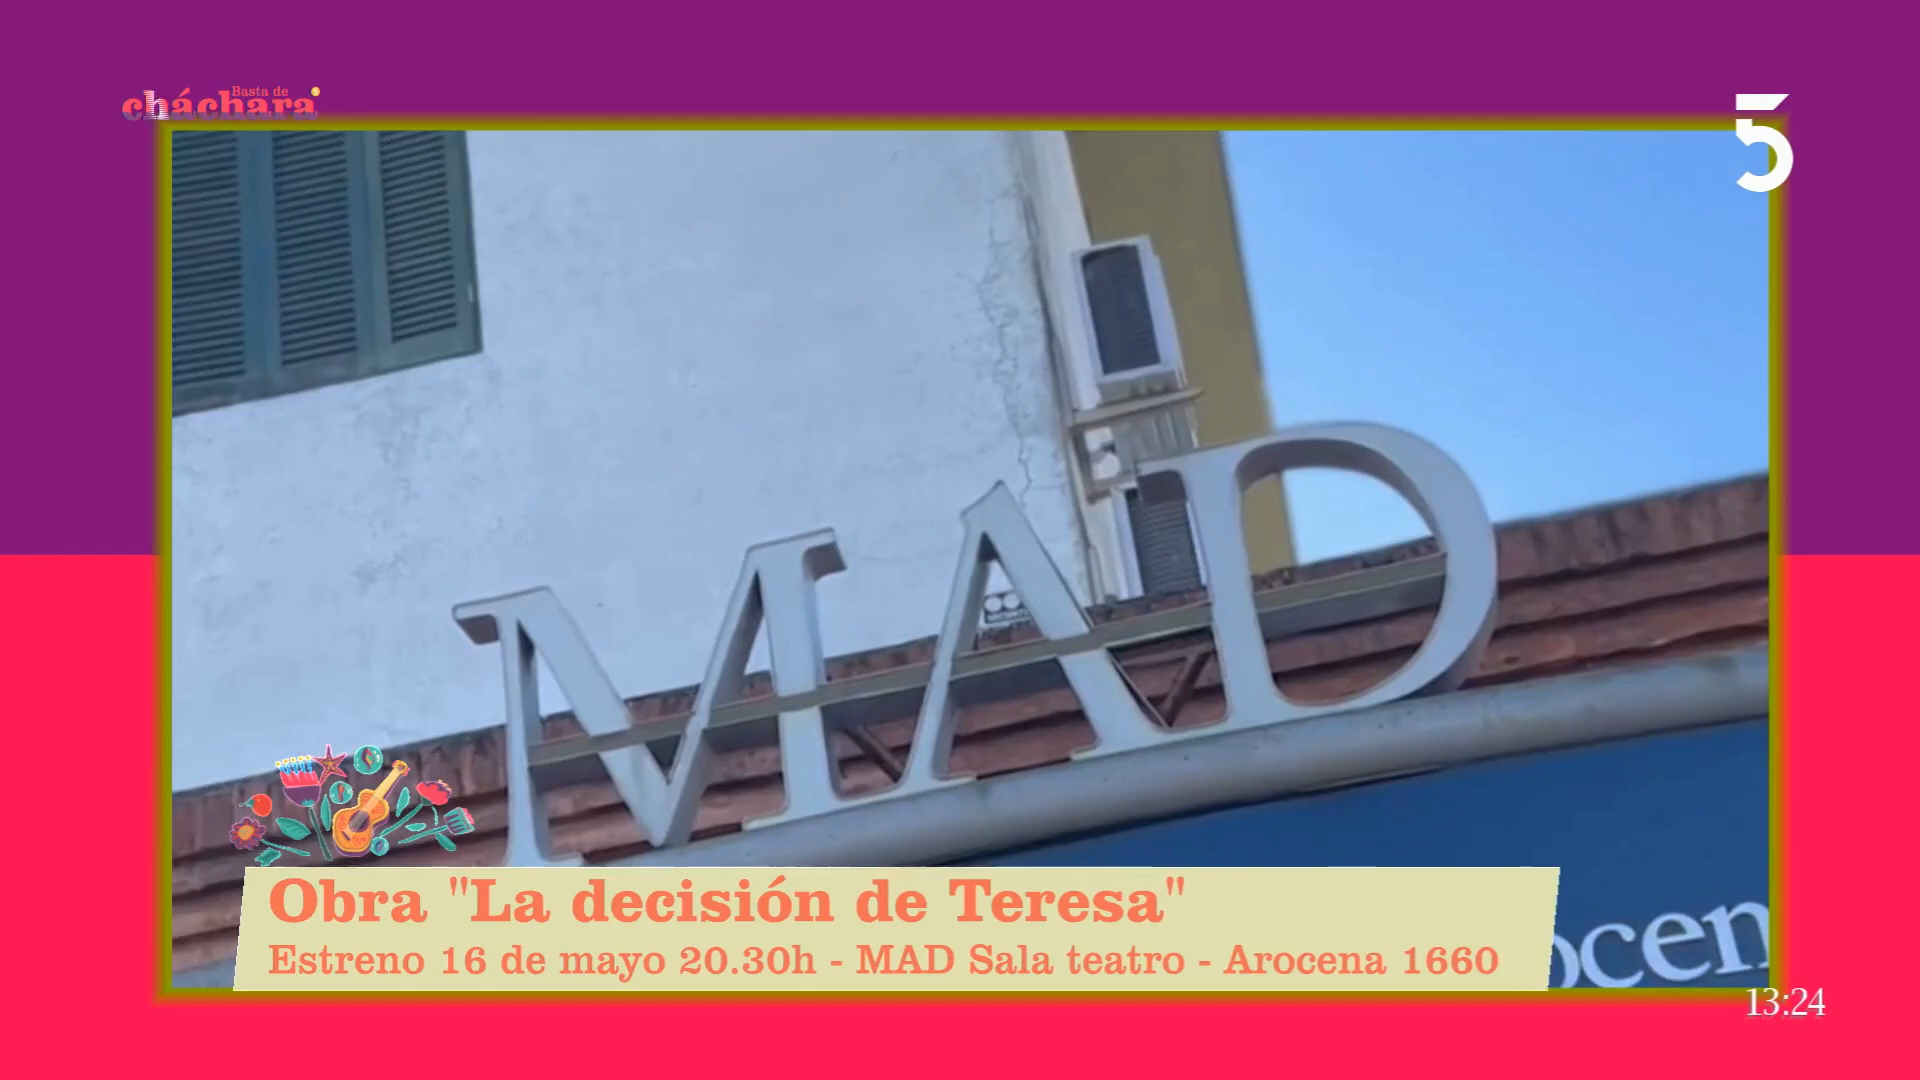 Basta de
cháchara
5
MAD
ocen
Obra "La decisión de Teresa"
Estreno 16 de mayo 20.30h - MAD Sala teatro - Arocena 1660
13:24